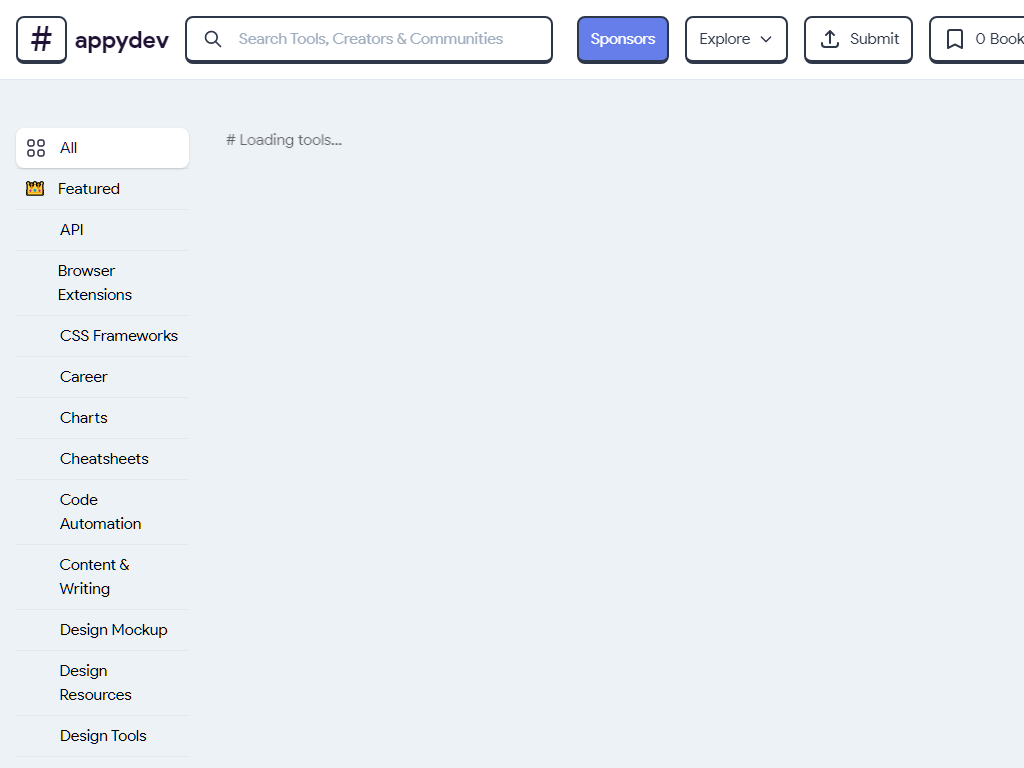 # appydev
Search Tools, Creators & Communities
Sponsors
Explore
Submit
0 Book
All
# Loading tools...
Featured
API
Browser
Extensions
CSS Frameworks
Career
Charts
Cheatsheets
Code
Automation
Content &
Writing
Design Mockup
Design
Resources
Design Tools